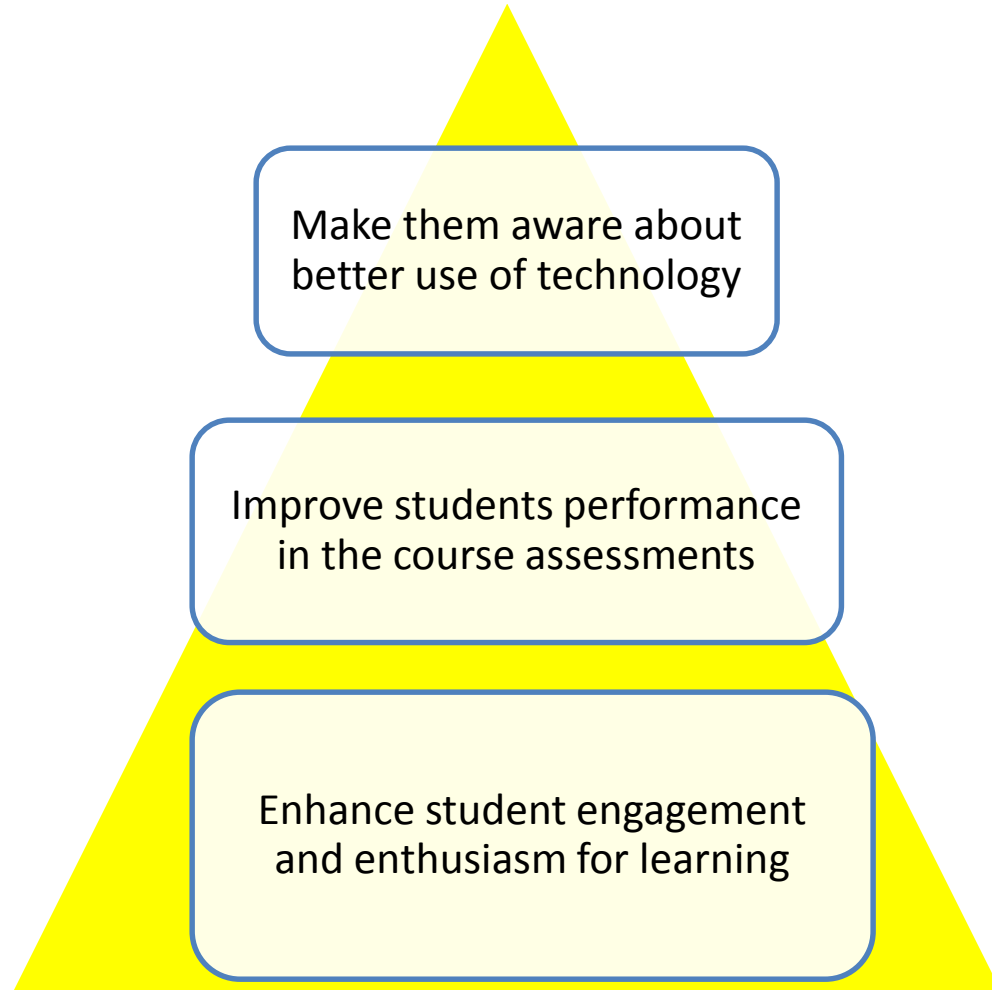 Make them aware about
better use of technology
Improve students performance
in the course assessments
Enhance student engagement
and enthusiasm for learning